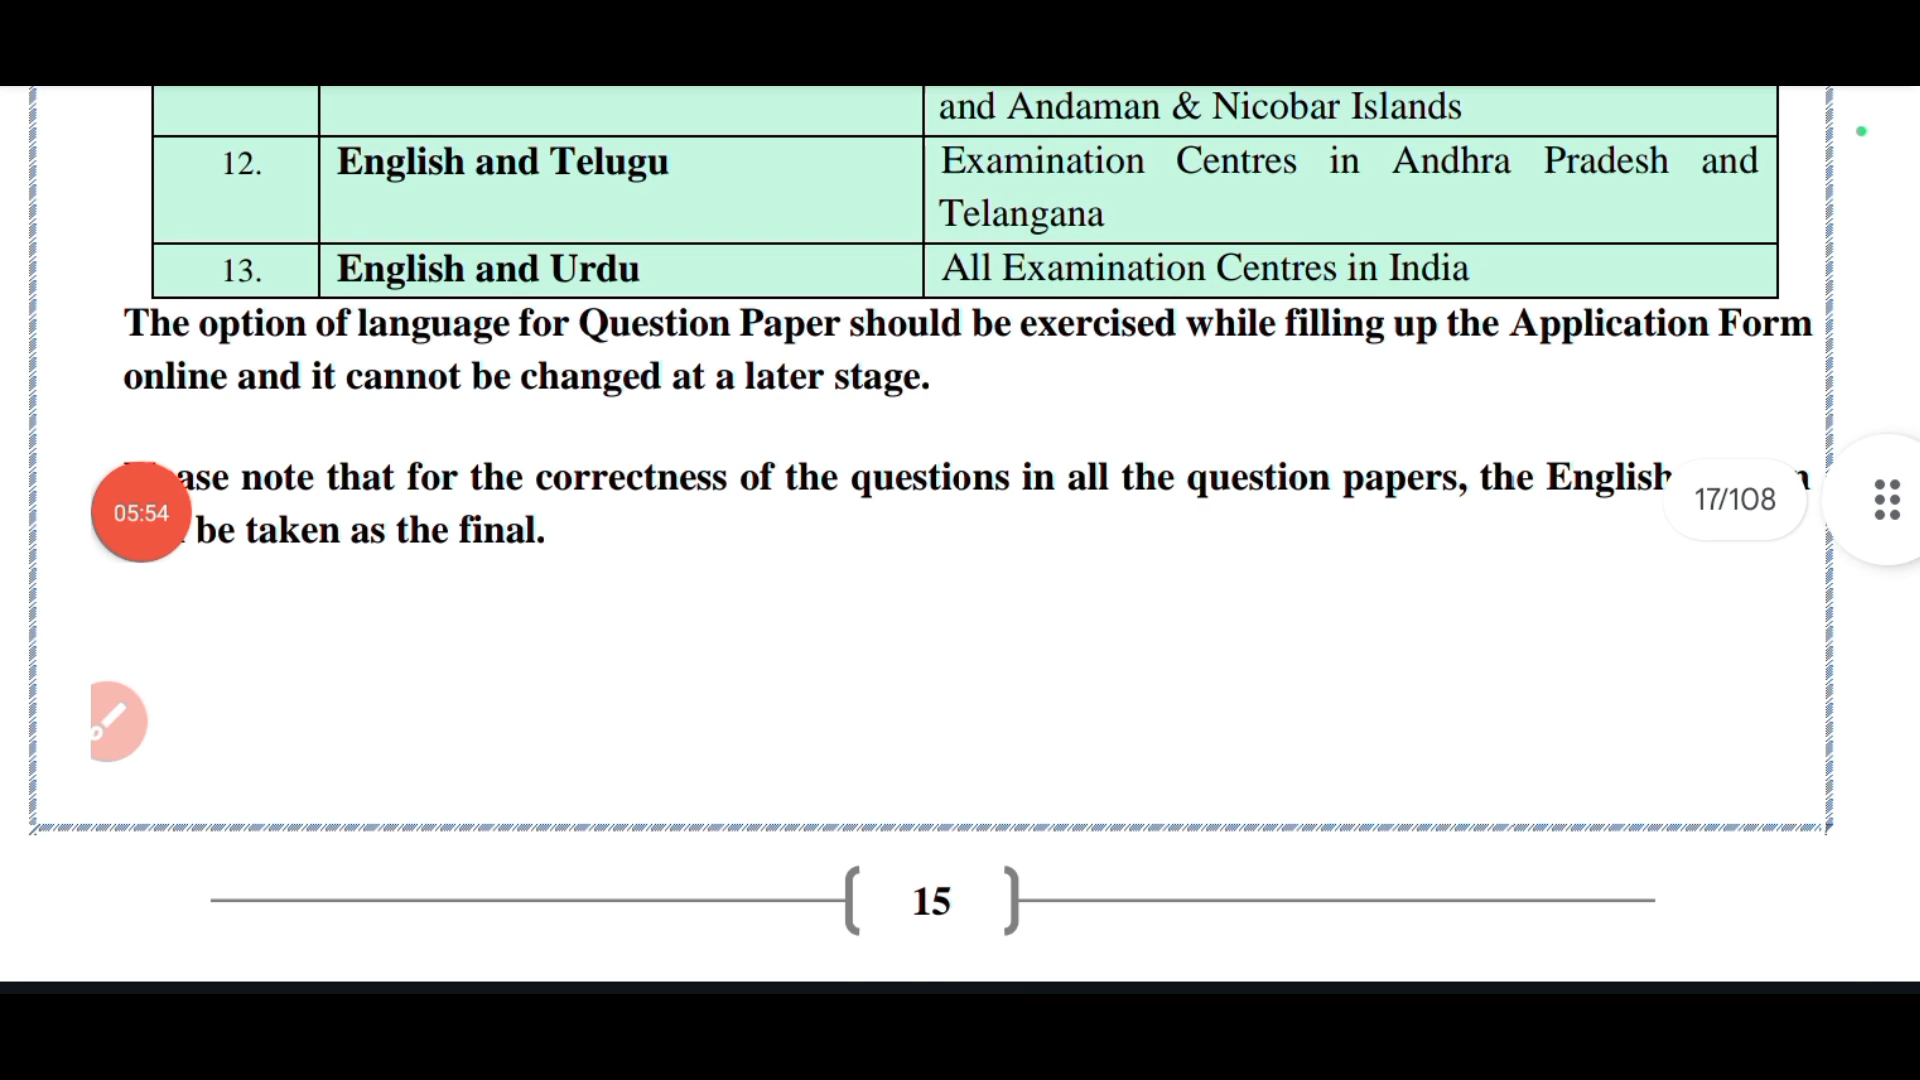 and Andaman & Nicobar Islands
12. English and Telugu Examination Centres in Andhra Pradesh and
Telangana
13. English and Urdu All Examination Centres in India
The option of language for Question Paper should be exercised while filling up the Application Form
online and it cannot be changed at a later stage.
note that for the correctness of the questions in all the question papers, the English
17/108
05:54
be taken as the final.
15